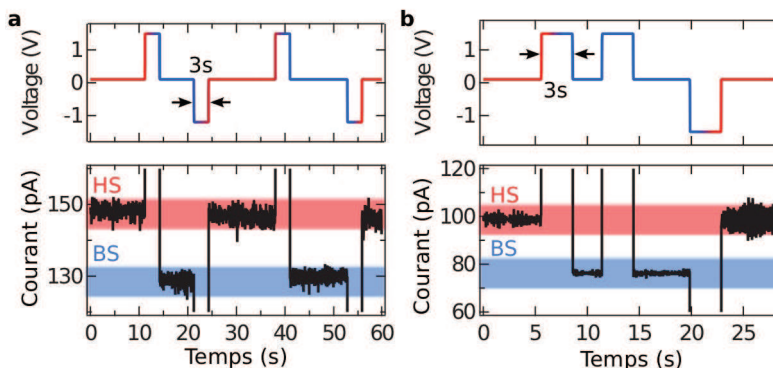 a
Voltage (V)
1
0
-1
3s
Courant (pA)
150
130
HS
BS
0 10 20 30 40 50 60
Temps (s)
b
Voltage (V)
1
0
-1
3s
Courant (pA)
120
100
80
60
HS
BS
0 5 10 15 20 25
Temps (s)